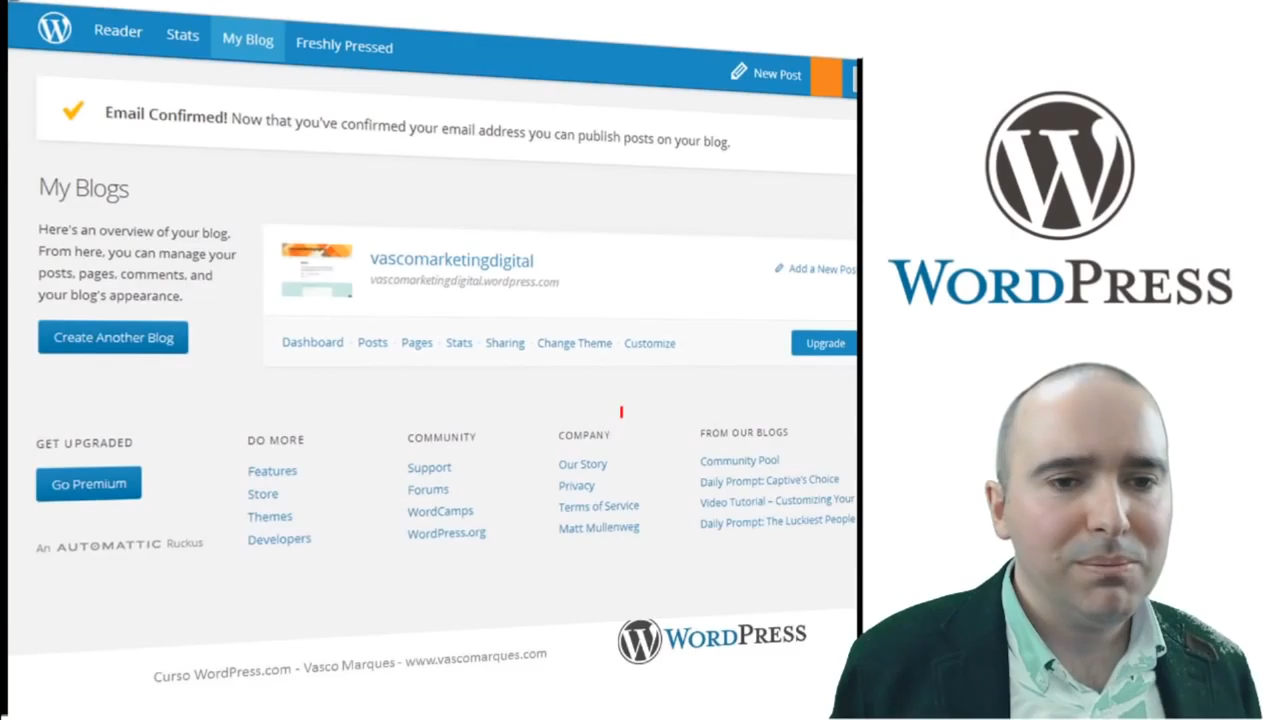 Reader Stats My Blog Freshly Pressed New Post
Email Confirmed! Now that you've confirmed your email address you can publish posts on your blog.
My Blogs
Here's an overview of your blog.
From here, you can manage your
posts, pages, comments, and
your blog's appearance.
Create Another Blog
vascomarketingdigital
vascomarketingdigital.wordpress.com
Add a New Pos
Dashboard · Posts · Pages · Stats · Sharing · Change Theme · Customize
Upgrade
GET UPGRADED
Go Premium
An AUTOMATTIC Ruckus
DO MORE
Features
Store
Themes
Developers
COMMUNITY
Support
Forums
WordCamps
WordPress.org
COMPANY
Our Story
Privacy
Terms of Service
Matt Mullenweg
FROM OUR BLOGS
Community Pool
Daily Prompt: Captive's Choice
Video Tutorial – Customizing Your
Daily Prompt: The Luckiest People
WORDPRESS
Curso WordPress.com - Vasco Marques - www.vascomarques.com
WORDPRESS